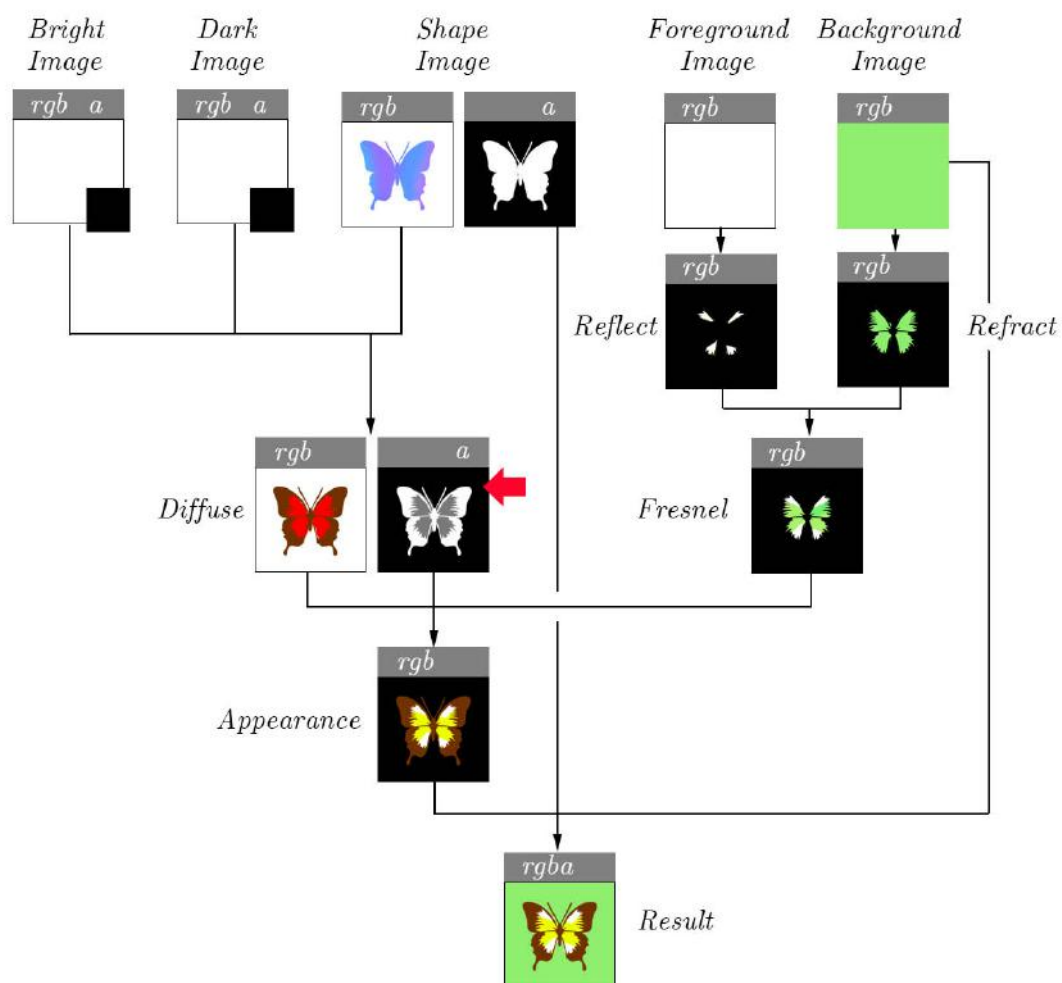 Bright
Image
Dark
Image
Shape
Image
Foreground
Image
Background
Image
rgb a
rgb a
rgb
a
rgb
rgb
rgb
rgb
Reflect
Refract
rgb
a
rgb
Diffuse
Fresnel
rgb
Appearance
rgba
Result